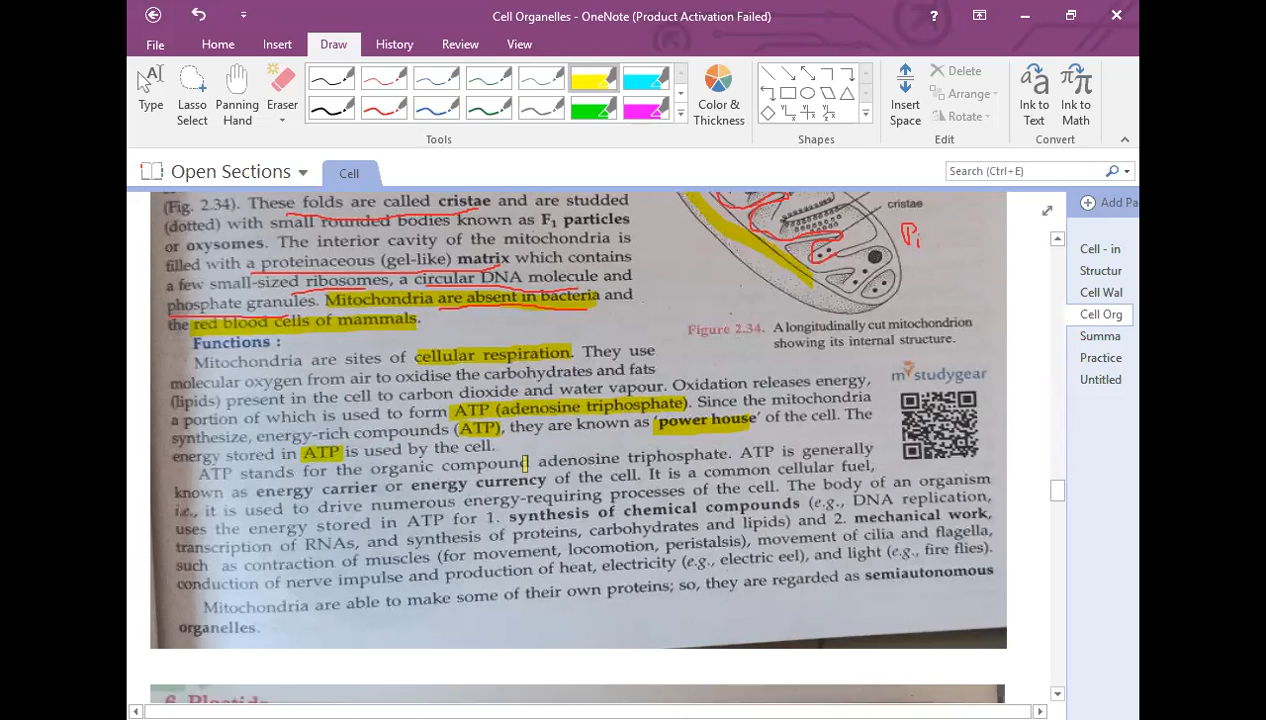 Cell Organelles - OneNote (Product Activation Failed)
?
File Home Insert Draw History Review View
Type
Lasso Select
Panning Hand
Eraser
Color & Thickness
Insert Space
Delete
Arrange
Rotate
Ink to Text
Ink to Math
Tools
Shapes
Edit
Convert
Open Sections
Cell
Search (Ctrl+E)
Add Pa
Cell - in
Structur
Cell Wal
Cell Org
Summa
Practice
Untitled
(Fig. 2.34). These folds are called cristae and are studded
(dotted) with small rounded bodies known as F1 particles
or oxysomes. The interior cavity of the mitochondria is
filled with a proteinaceous (gel-like) matrix which contains
a few small-sized ribosomes, a circular DNA molecule and
phosphate granules. Mitochondria are absent in bacteria and
the red blood cells of mammals.
cristae
Pi
Figure 2.34. A longitudinally cut mitochondrion
showing its internal structure.
Functions :
Mitochondria are sites of cellular respiration. They use
molecular oxygen from air to oxidise the carbohydrates and fats
(lipids) present in the cell to carbon dioxide and water vapour. Oxidation releases energy,
a portion of which is used to form ATP (adenosine triphosphate). Since the mitochondria
synthesize, energy-rich compounds (ATP), they are known as 'power house' of the cell. The
energy stored in ATP is used by the cell.
mystudygear
ATP stands for the organic compound adenosine triphosphate. ATP is generally
known as energy carrier or energy currency of the cell. It is a common cellular fuel,
i.e., it is used to drive numerous energy-requiring processes of the cell. The body of an organism
uses the energy stored in ATP for 1. synthesis of chemical compounds (e.g., DNA replication,
transcription of RNAs, and synthesis of proteins, carbohydrates and lipids) and 2. mechanical work,
such as contraction of muscles (for movement, locomotion, peristalsis), movement of cilia and flagella,
conduction of nerve impulse and production of heat, electricity (e.g., electric eel), and light (e.g., fire flies).
Mitochondria are able to make some of their own proteins; so, they are regarded as semiautonomous
organelles.
6. Plastids